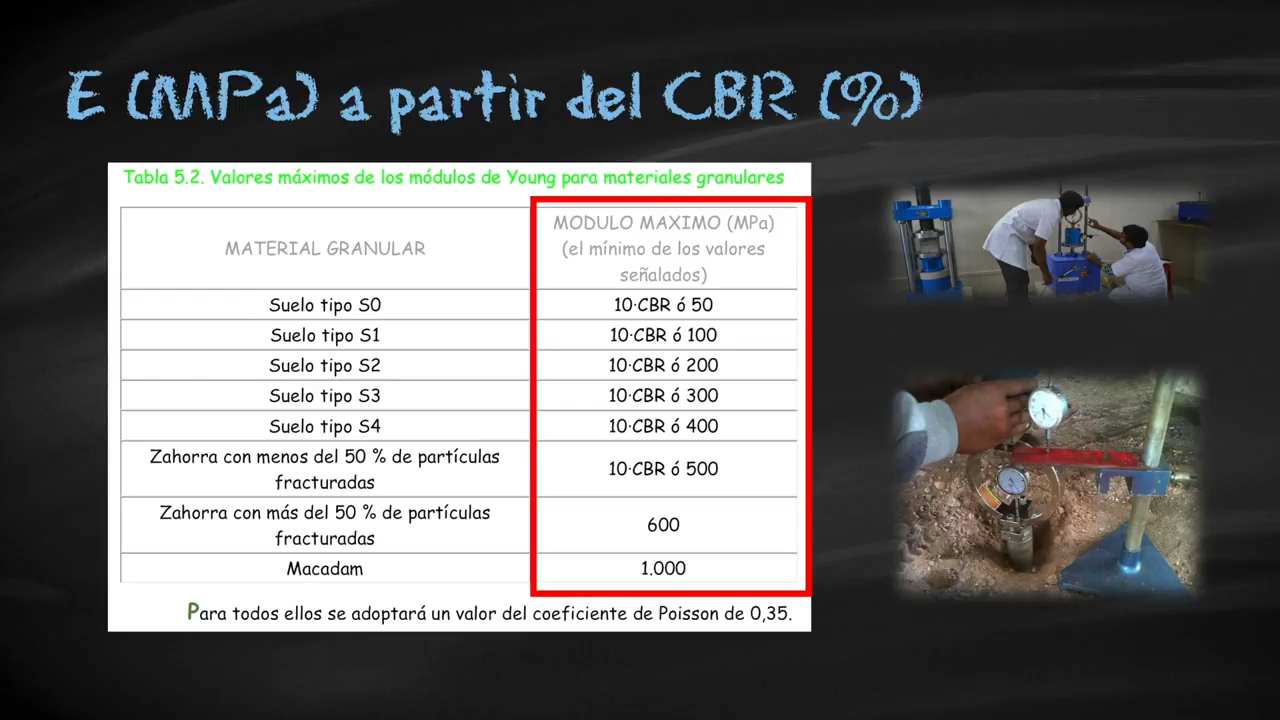 E (MPa) a partir del CBR (%)
Tabla 5.2. Valores máximos de los módulos de Young para materiales granulares
MATERIAL GRANULAR
MODULO MAXIMO (MPa)
(el mínimo de los valores
señalados)
Suelo tipo S0
10·CBR ó 50
Suelo tipo S1
10·CBR ó 100
Suelo tipo S2
10·CBR ó 200
Suelo tipo S3
10·CBR ó 300
Suelo tipo S4
10·CBR ó 400
Zahorra con menos del 50 % de partículas
fracturadas
10·CBR ó 500
Zahorra con más del 50 % de partículas
fracturadas
600
Macadam
1.000
Para todos ellos se adoptará un valor del coeficiente de Poisson de 0,35.